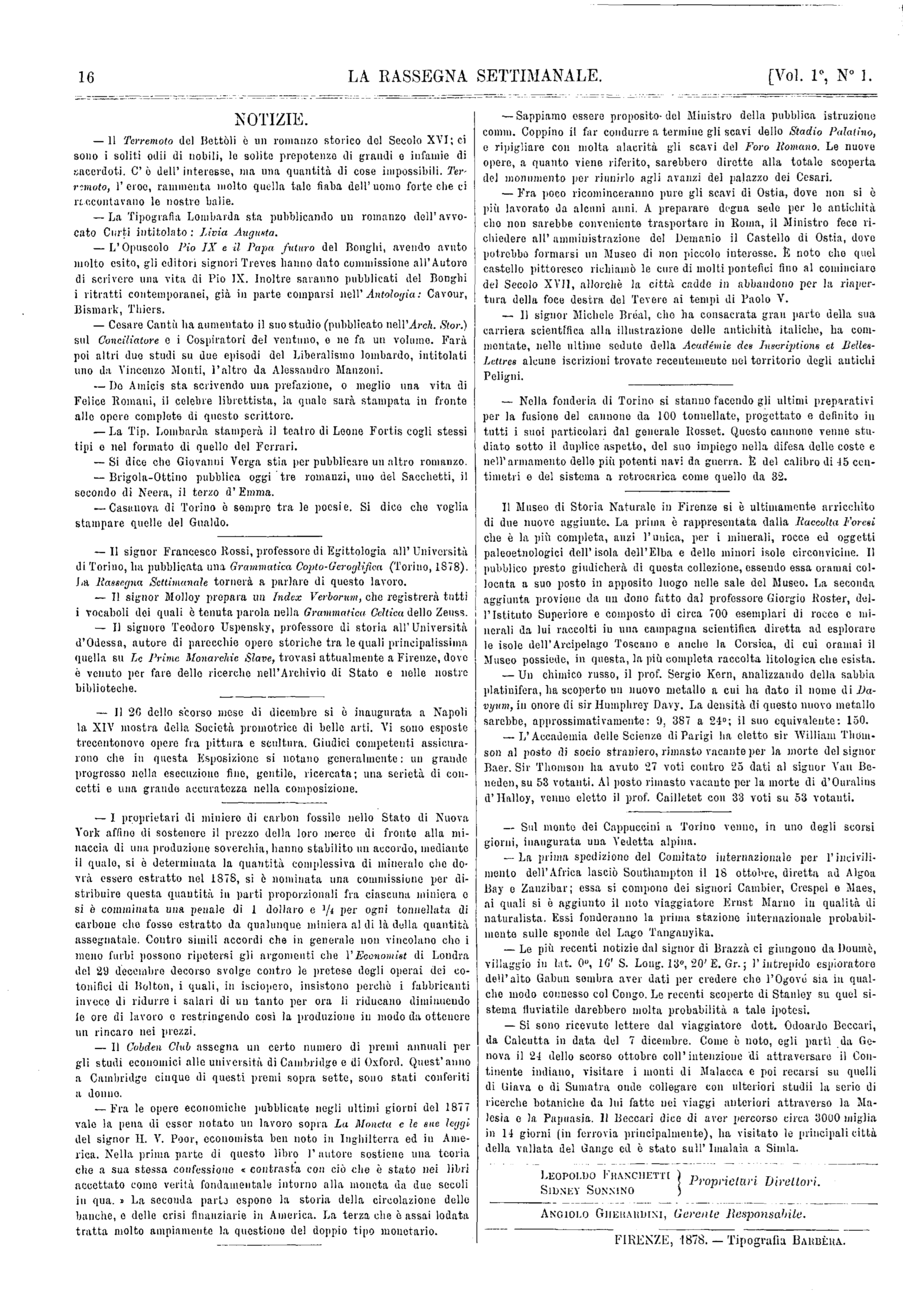 16
LA RASSEGNA SETTIMANALE.
[Vol. 1°, N° 1.
NOTIZIE.
— Il Terremoto del Bettòli è un romanzo storico del Secolo XVI; ci
sono i soliti odii di nobili, le solite prepotenze di grandi e infamie di
sacerdoti. C' è dell' interesse, ma una quantità di cose impossibili. Ter-
remoto, l' eroe, rammenta molto quella tale fiaba dell' uomo forte che ci
raccontavano le nostre balie.
— La Tipografia Lombarda sta pubblicando un romanzo dell' avvo-
cato Curti intitolato: Livia Augusta.
— L' Opuscolo Pio IX e il Papa futuro del Bonghi, avendo avuto
molto esito, gli editori signori Treves hanno dato commissione all' Autore
di scrivere una vita di Pio IX. Inoltre saranno pubblicati del Bonghi
i ritratti contemporanei, già in parte comparsi nell' Antologia: Cavour,
Bismark, Thiers.
— Cesare Cantù ha aumentato il suo studio (pubblicato nell' Arch. Stor.)
sul Conciliatore e i Cospiratori del ventuno, e ne fa un volume. Farà
poi altri due studi su due episodi del Liberalismo lombardo, intitolati
uno da Vincenzo Monti, l'altro da Alessandro Manzoni.
— De Amicis sta scrivendo una prefazione, o meglio una vita di
Felice Romani, il celebre librettista, la quale sarà stampata in fronte
alle opere complete di questo scrittore.
— La Tip. Lombarda stamperà il teatro di Leone Fortis cogli stessi
tipi e nel formato di quello del Ferrari.
— Si dice che Giovanni Verga stia per pubblicare un altro romanzo.
— Brigola-Ottino pubblica oggi tre romanzi, uno del Sacchetti, il
secondo di Neera, il terzo d' Emma.
— Casanova di Torino è sempre tra le poesie. Si dice che voglia
stampare quelle del Gualdo.
— Il signor Francesco Rossi, professore di Egittologia all' Università
di Torino, ha pubblicata una Grammatica Copto-Geroglifica (Torino, 1878).
La Rassegna Settimanale tornerà a parlare di questo lavoro.
— Il signor Molloy prepara un Index Verborum, che registrerà tutti
i vocaboli dei quali è tenuta parola nella Grammatica Celtica dello Zeuss.
— Il signore Teodoro Uspensky, professore di storia all' Università
d'Odessa, autore di parecchie opere storiche tra le quali principalissima
quella su Le Prime Monarchie Slave, trovasi attualmente a Firenze, dove
è venuto per fare delle ricerche nell' Archivio di Stato e nelle nostre
biblioteche.
— Il 26 dello scorso mese di dicembre si è inaugurata a Napoli
la XIV mostra della Società promotrice di belle arti. Vi sono esposte
trecentonove opere fra pittura e scultura. Giudici competenti assicura-
rono che in questa Esposizione si notano generalmente: un grande
progresso nella esecuzione fine, gentile, ricercata; una serietà di con-
cetti e una grande accuratezza nella composizione.
— I proprietari di miniere di carbon fossile nello Stato di Nuova
York affine di sostenere il prezzo della loro merce di fronte alla mi-
naccia di una produzione soverchia, hanno stabilito un accordo, mediante
il quale, si è determinata la quantità complessiva di minerale che do-
vrà essere estratto nel 1878, si è nominata una commissione per di-
stribuire questa quantità in parti proporzionali fra ciascuna miniera e
si è comminata una penale di 1 dollaro e 1/4 per ogni tonnellata di
carbone che fosse estratto da qualunque miniera al di là della quantità
assegnatale. Contro simili accordi che in generale non vincolano che i
meno furbi possono ripetersi gli argomenti che l' Economist di Londra
del 29 decembre decorso svolge contro le pretese degli operai dei co-
tonifici di Bolton, i quali, in isciopero, insistono perchè i fabbricanti
invece di ridurre i salari di un tanto per ora li riducano diminuendo
le ore di lavoro e restringendo così la produzione in modo da ottenere
un rincaro nei prezzi.
— Il Cobden Club assegna un certo numero di premi annuali per
gli studi economici alle università di Cambridge e di Oxford. Quest' anno
a Cambridge cinque di questi premi sopra sette, sono stati conferiti
a donne.
— Fra le opere economiche pubblicate negli ultimi giorni del 1877
vale la pena di esser notato un lavoro sopra La Moneta e le sue leggi
del signor H. V. Poor, economista ben noto in Inghilterra ed in Ame-
rica. Nella prima parte di questo libro l' autore sostiene una teoria
che a sua stessa confessione « contrasta con ciò che è stato nei libri
accettato come verità fondamentale intorno alla moneta da due secoli
in qua. » La seconda parte espone la storia della circolazione delle
banche, e delle crisi finanziarie in America. La terza che è assai lodata
tratta molto ampiamente la questione del doppio tipo monetario.
— Sappiamo essere proposito del Ministro della pubblica istruzione
comm. Coppino il far condurre a termine gli scavi dello Stadio Palatino,
e ripigliare con molta alacrità gli scavi del Foro Romano. Le nuove
opere, a quanto viene riferito, sarebbero dirette alla totale scoperta
del monumento per riunirlo agli avanzi del palazzo dei Cesari.
— Fra poco ricominceranno pure gli scavi di Ostia, dove non si è
più lavorato da alcuni anni. A preparare degna sede per le antichità
che non sarebbe conveniente trasportare in Roma, il Ministro fece ri-
chiedere all' amministrazione del Demanio il Castello di Ostia, dove
potrebbe formarsi un Museo di non piccolo interesse. È noto che quel
castello pittoresco richiamò le cure di molti pontefici fino al cominciare
del Secolo XVII, allorchè la città cadde in abbandono per la riaper-
tura della foce destra del Tevere ai tempi di Paolo V.
— Il signor Michele Bréal, che ha consacrata gran parte della sua
carriera scientifica alla illustrazione delle antichità italiche, ha com-
mentate, nelle ultime sedute della Académie des Inscriptions et Belles-
Lettres alcune iscrizioni trovate recentemente nel territorio degli antichi
Peligni.
— Nella fonderia di Torino si stanno facendo gli ultimi preparativi
per la fusione del cannone da 100 tonnellate, progettato e definito in
tutti i suoi particolari dal generale Rosset. Questo cannone venne stu-
diato sotto il duplice aspetto, del suo impiego nella difesa delle coste e
nell' armamento delle più potenti navi da guerra. È del calibro di 45 cen-
timetri e del sistema a retrocarica come quello da 32.
Il Museo di Storia Naturale in Firenze si è ultimamente arricchito
di due nuove aggiunte. La prima è rappresentata dalla Raccolta Foresi
che è la più completa, anzi l'unica, per i minerali, rocce ed oggetti
paleoetnologici dell' isola dell'Elba e delle minori isole circonvicine. Il
pubblico presto giudicherà di questa collezione, essendo essa oramai col-
locata a suo posto in apposito luogo nelle sale del Museo. La seconda
aggiunta proviene da un dono fatto dal professore Giorgio Roster, del-
l'Istituto Superiore e composto di circa 700 esemplari di rocce e mi-
nerali da lui raccolti in una campagna scientifica diretta ad esplorare
le isole dell'Arcipelago Toscano e anche la Corsica, di cui oramai il
Museo possiede, in questa, la più completa raccolta litologica che esista.
— Un chimico russo, il prof. Sergio Kern, analizzando della sabbia
platinifera, ha scoperto un nuovo metallo a cui ha dato il nome di Da-
vyum, in onore di sir Humphrey Davy. La densità di questo nuovo metallo
sarebbe, approssimativamente: 9, 387 a 24°; il suo equivalente: 150.
— L' Accademia delle Scienze di Parigi ha eletto sir William Thom-
son al posto di socio straniero, rimasto vacante per la morte del signor
Baer. Sir Thomson ha avuto 27 voti contro 25 dati al signor Van Be-
neden, su 53 votanti. Al posto rimasto vacante per la morte di d'Ouralius
d' Halloy, venne eletto il prof. Cailletet con 33 voti su 53 votanti.
— Sul monte dei Cappuccini a Torino venne, in uno degli scorsi
giorni, inaugurata una Vedetta alpina.
— La prima spedizione del Comitato internazionale per l' incivili-
mento dell'Africa lasciò Southampton il 18 ottobre, diretta ad Algoa
Bay e Zanzibar; essa si compone dei signori Cambier, Crespel e Maes,
ai quali si è aggiunto il noto viaggiatore Ernst Marno in qualità di
naturalista. Essi fonderanno la prima stazione internazionale probabil-
mente sulle sponde del Lago Tanganyika.
— Le più recenti notizie dal signor di Brazzà ci giungono da Doumè,
villaggio in lat. 0°, 16' S. Long. 13°, 20' E. Gr.; l' intrepido esploratore
dell' alto Gabun sembra aver dati per credere che l'Ogové sia in qual-
che modo connesso col Congo. Le recenti scoperte di Stanley su quel si-
stema fluviatile darebbero molta probabilità a tale ipotesi.
— Si sono ricevute lettere dal viaggiatore dott. Odoardo Beccari,
da Calcutta in data del 7 dicembre. Come è noto, egli partì da Ge-
nova il 24 dello scorso ottobre coll' intenzione di attraversare il Con-
tinente indiano, visitare i monti di Malacca e poi recarsi su quelli
di Giava e di Sumatra onde collegare con ulteriori studii la serie di
ricerche botaniche da lui fatte nei viaggi anteriori attraverso la Ma-
lesia e la Papuasia. Il Beccari dice di aver percorso circa 3000 miglia
in 14 giorni (in ferrovia principalmente), ha visitato le principali città
della vallata del Gange ed è stato sull' Imalaia a Simla.
LEOPOLDO FRANCHETTI
SIDNEY SONNINO
} Proprietari Direttori.
ANGIOLO GHERARDINI, Gerente Responsabile.
FIRENZE, 1878. — Tipografia BARBÈRA.